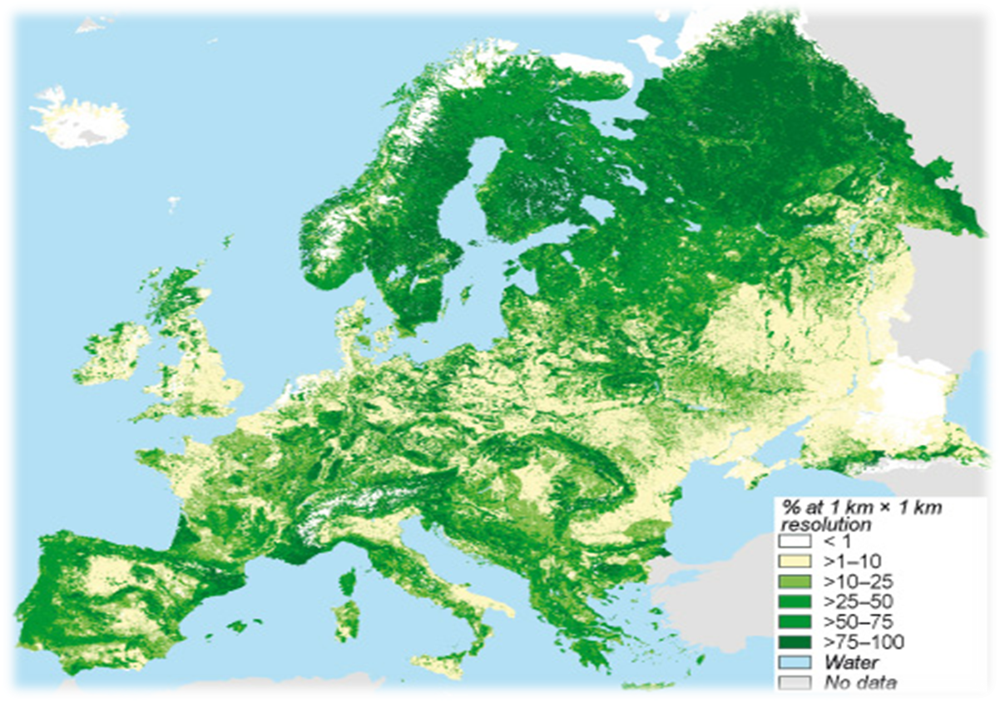 % at 1 km × 1 km
resolution
< 1
>1–10
>10–25
>25–50
>50–75
>75–100
Water
No data